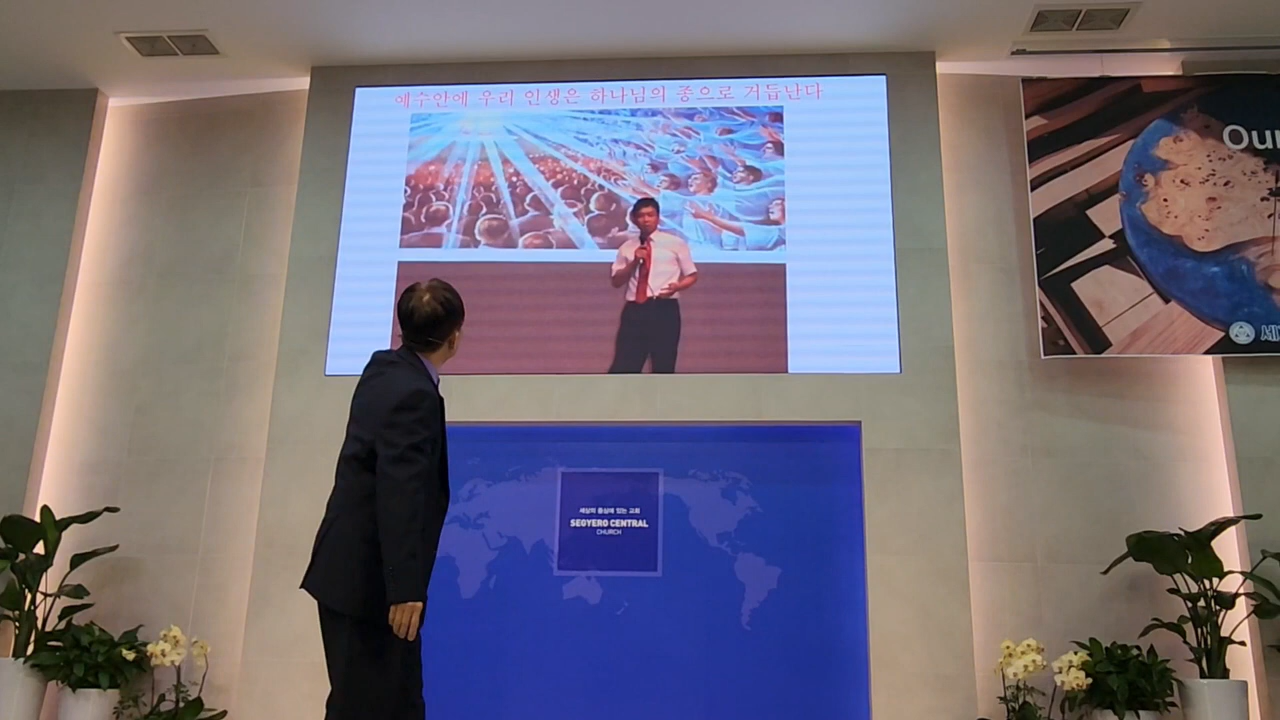 예수안에 우리 인생은 하나님의 종으로 거듭난다
Our
세상의 중심에 있는 교회
SEGYERO CENTRAL
CHURCH